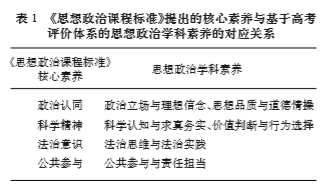 表 1 《思想政治课程标准》提出的核心素养与基于高考
评价体系的思想政治学科素养的对应关系
《思想政治课程标准》
核心素养
思想政治学科素养
政治认同 政治立场与理想信念、思想品质与道德情操
科学精神 科学认知与求真务实、价值判断与行为选择
法治意识 法治思维与法治实践
公共参与 公共参与与责任担当